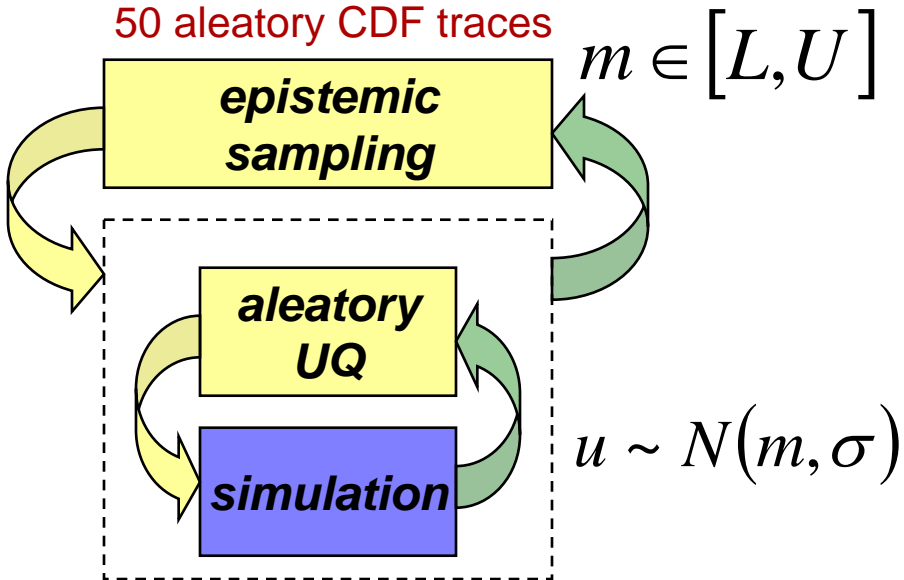 50 aleatory CDF traces
m ∈ [L, U]
epistemic
sampling
aleatory
UQ
u ~ N(m, σ)
simulation